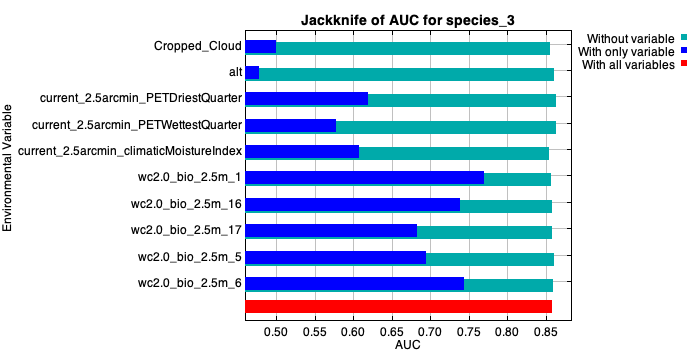 Jackknife of AUC for species_3
Without variable
With only variable
With all variables
Environmental Variable
Cropped_Cloud
alt
current_2.5arcmin_PETDriestQuarter
current_2.5arcmin_PETWettestQuarter
current_2.5arcmin_climaticMoistureIndex
wc2.0_bio_2.5m_1
wc2.0_bio_2.5m_16
wc2.0_bio_2.5m_17
wc2.0_bio_2.5m_5
wc2.0_bio_2.5m_6
0.50 0.55 0.60 0.65 0.70 0.75 0.80 0.85
AUC